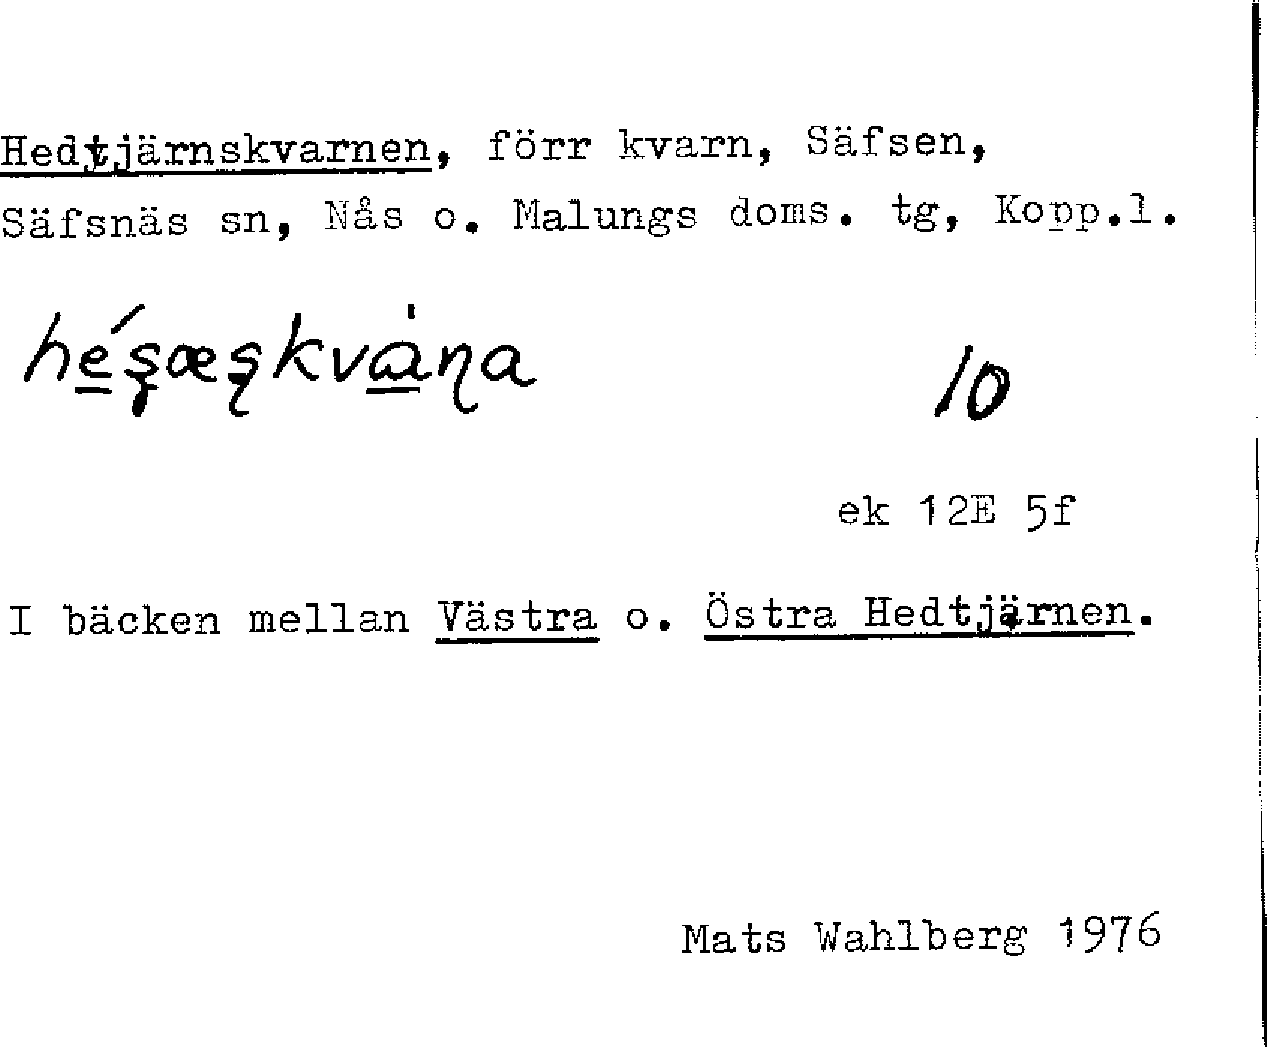 Hedtjärnskvarnen, förr kvarn, Säfsen,
Säfsnäs sn, Nås o. Malungs doms. tg, Kopp.l.
10
ek 12E 5f
I bäcken mellan Västra o. Östra Hedtjärnen.
Mats Wahlberg 1976